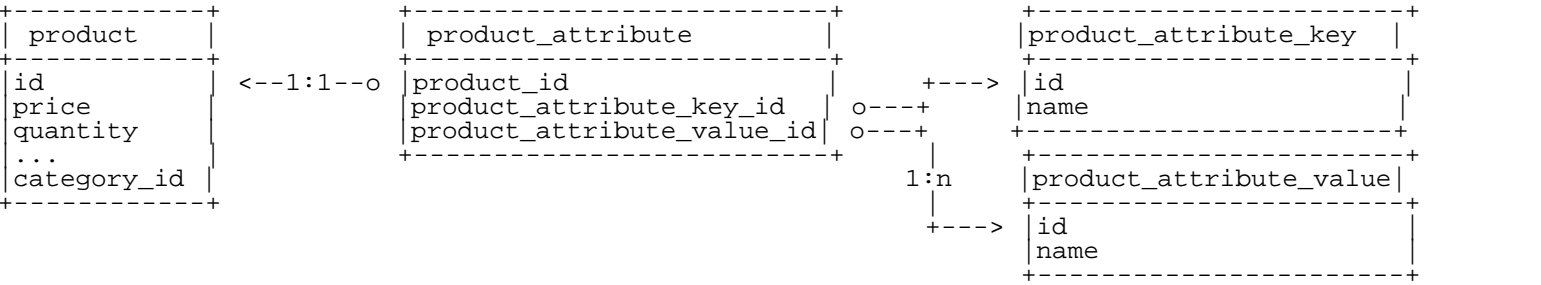 product product_attribute product_attribute_key
id <--1:1--o product_id +---> id
price product_attribute_key_id o---+ name
quantity product_attribute_value_id o---+
...
category_id 1:n product_attribute_value
+---> id
name